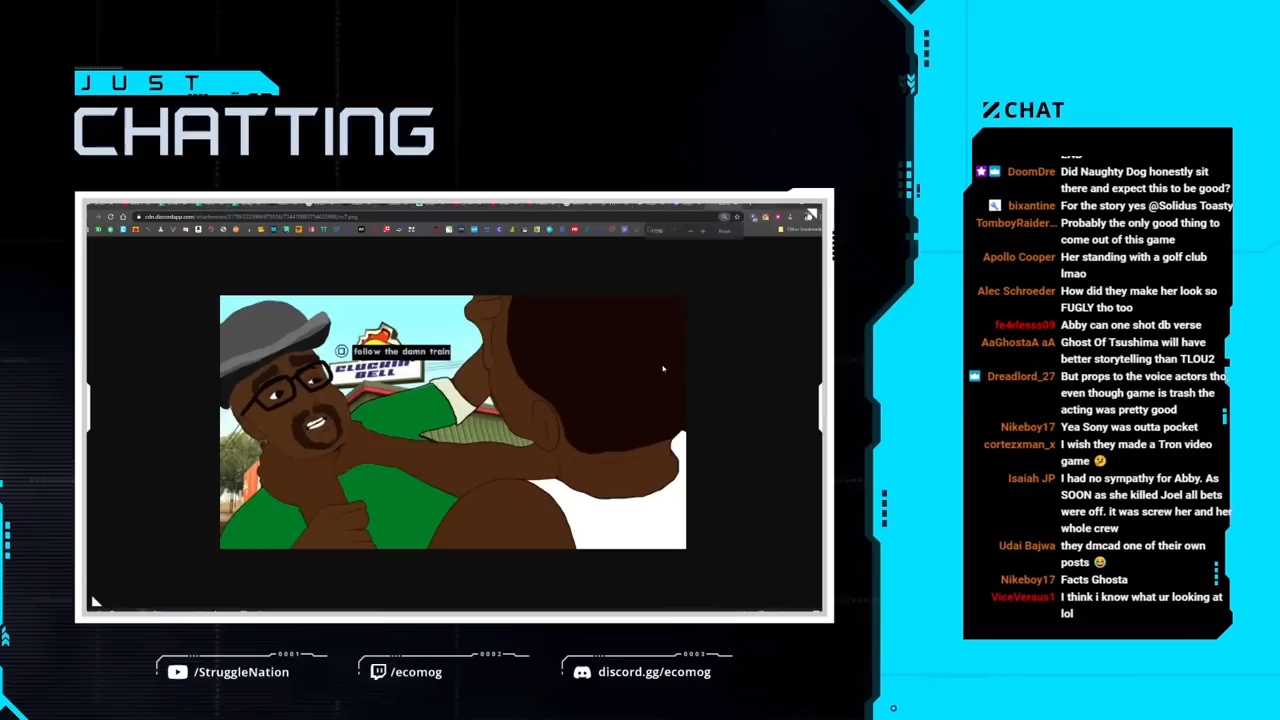 JUST
CHATTING
CHAT
follow the damn train
CLUCKIN'
BELL
DoomDre Did Naughty Dog honestly sit
there and expect this to be good?
bixantine For the story yes @Solidus Toasty
TombyRaider... Probably the only good thing to
come out of this game
Apollo Cooper Her standing with a golf club
lmao
Alec Schroeder How did they make her look so
FUGLY tho too
fe4rlesss09 Abby can one shot db verse
AaGhostaA aA Ghost Of Tsushima will have
better storytelling than TLOU2
Dreadlord_27 But props to the voice actors tho,
even though game is trash the
acting was pretty good
Nikeboy17 Yea Sony was outta pocket
cortezxman_x I wish they made a Tron video
game
Isaiah JP I had no sympathy for Abby. As
SOON as she killed Joel all bets
were off. it was screw her and her
whole crew
Udai Bajwa they dmcad one of their own
posts
Nikeboy17 Facts Ghosta
ViceVersus1 I think i know what ur looking at
lol
0001
/StruggleNation
0002
/ecomog
0003
discord.gg/ecomog